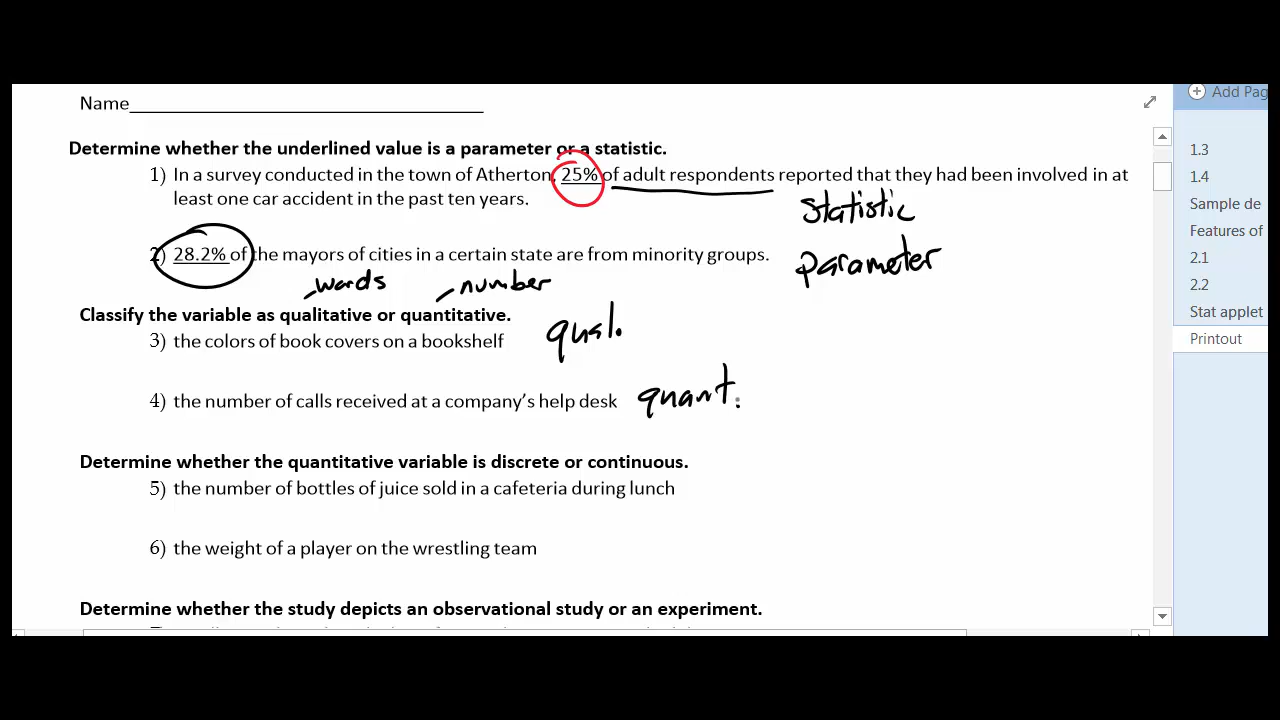 Name
Add Pag
Determine whether the underlined value is a parameter or a statistic.
1) In a survey conducted in the town of Atherton, 25% of adult respondents reported that they had been involved in at
least one car accident in the past ten years.
Statistic
2) 28.2% of the mayors of cities in a certain state are from minority groups.
parameter
words
number
Classify the variable as qualitative or quantitative.
3) the colors of book covers on a bookshelf
qual.
4) the number of calls received at a company's help desk
quant.
Determine whether the quantitative variable is discrete or continuous.
5) the number of bottles of juice sold in a cafeteria during lunch
6) the weight of a player on the wrestling team
Determine whether the study depicts an observational study or an experiment.
1.3
1.4
Sample de
Features of
2.1
2.2
Stat applet
Printout